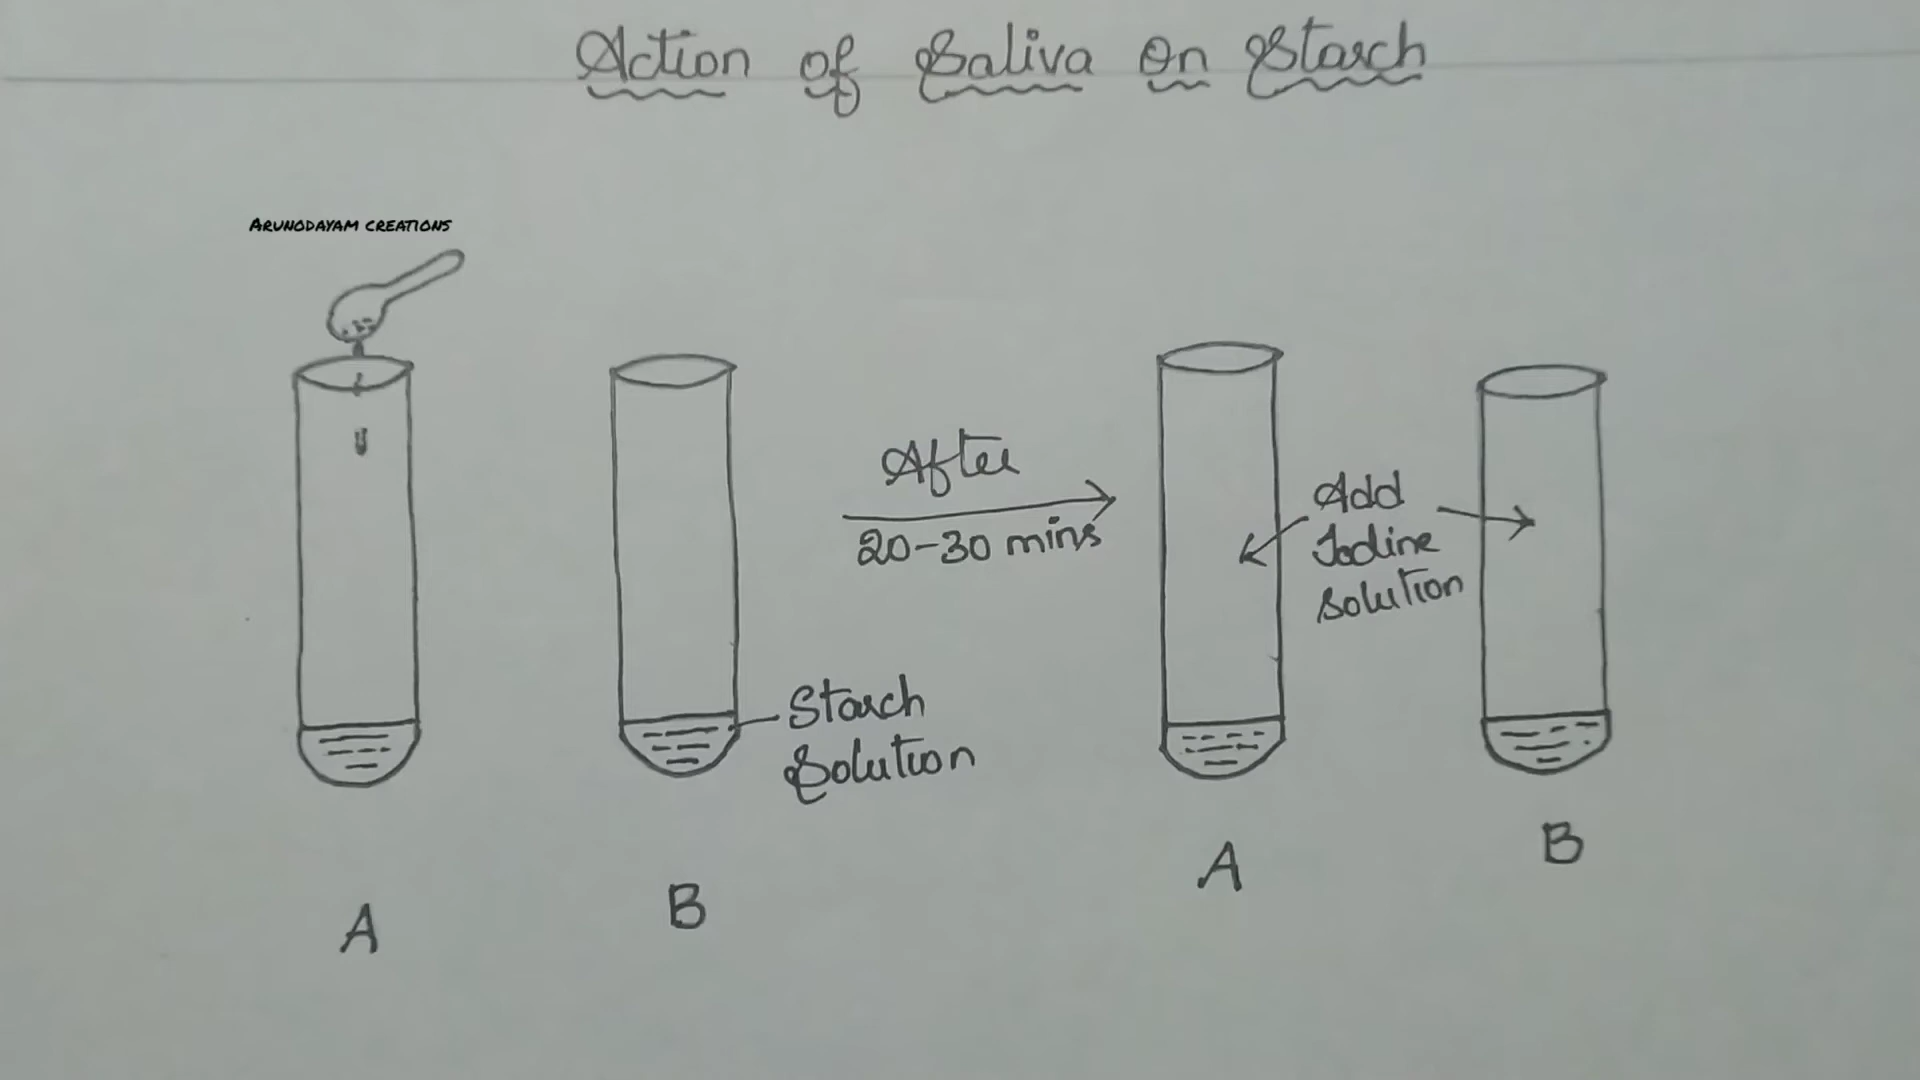 Action of Saliva On Starch
ARUNODAYAM CREATIONS
After
20-30 mins
Add
Iodine
Solution
Starch
Solution
A
B
A
B